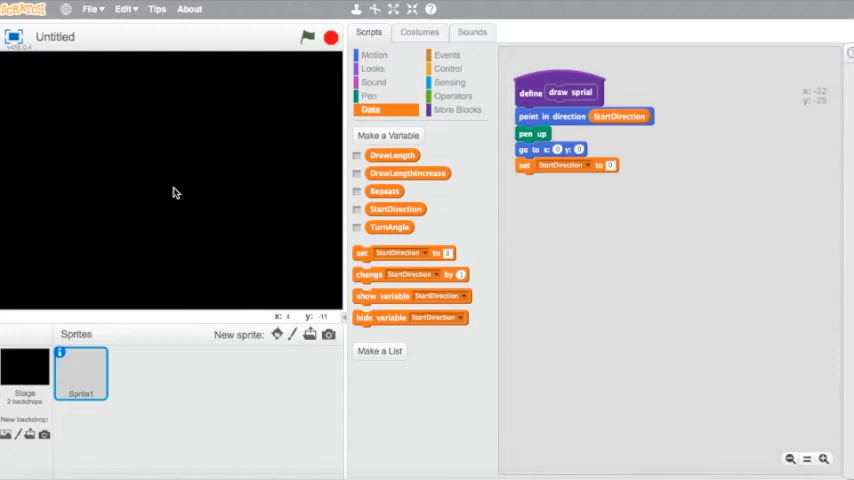 SCRATCH File Edit Tips About
v456.0.4 Untitled
Scripts Costumes Sounds
Motion Events
Looks Control
Sound Sensing
Pen Operators
Data More Blocks
Make a Variable
DrawLength
DrawLengthIncrease
Repeats
StartDirection
TurnAngle
set StartDirection to 0
change StartDirection by 1
show variable StartDirection
hide variable StartDirection
Make a List
define draw sprial
point in direction StartDirection
pen up
go to x: 0 y: 0
set StartDirection to 0
x: -32
y: -25
x: 4 y: -11
Sprites New sprite:
Stage
2 backdrops
New backdrop:
Sprite1